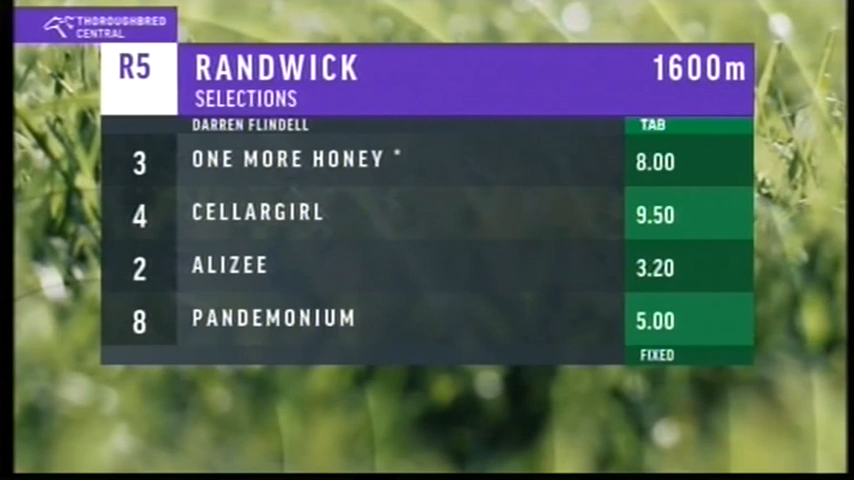 THOROUGHBRED
CENTRAL
R5 RANDWICK 1600m
SELECTIONS
DARREN FLINDELL TAB
3 ONE MORE HONEY * 8.00
4 CELLARGIRL 9.50
2 ALIZEE 3.20
8 PANDEMONIUM 5.00
FIXED